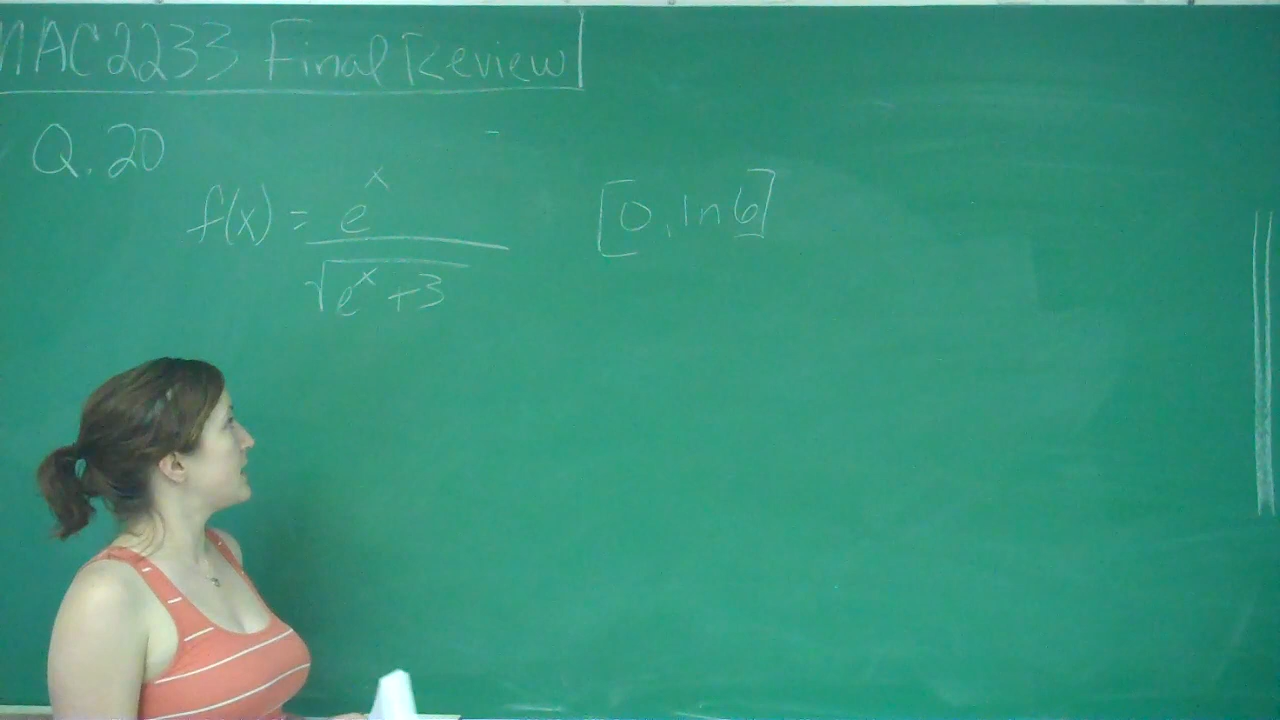 MAC2233 Final Review
Q. 20
f(x) = e^x / √(e^x + 3) [0, ln 6]